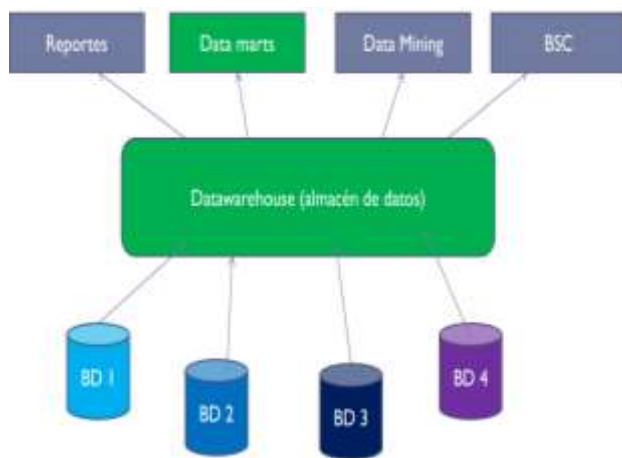 Reportes
Data marts
Data Mining
BSC
Datawarehouse (almacén de datos)
BD 1
BD 2
BD 3
BD 4